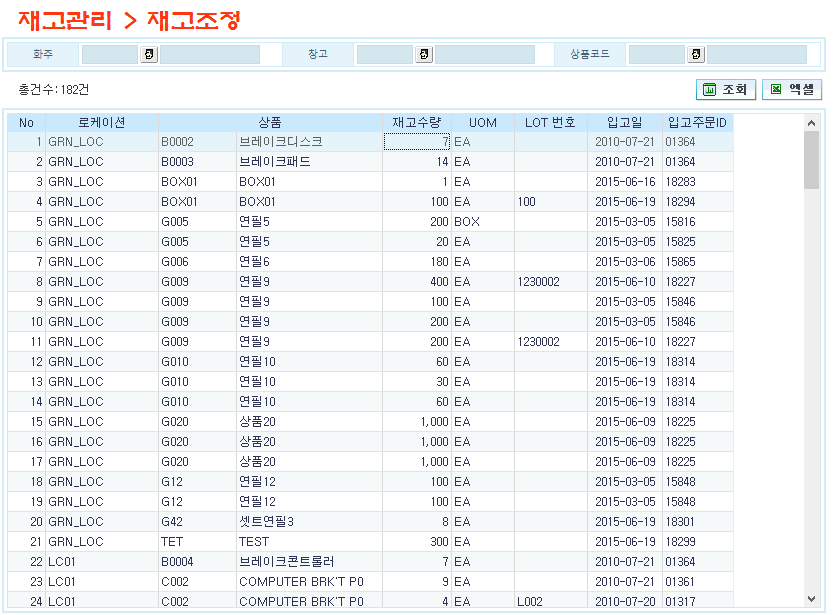 재고관리 > 재고조정
화주 창고 상품코드
총건수:182건 조회 엑셀
No 로케이션 상품 재고수량 UOM LOT 번호 입고일 입고주문ID
1 GRN_LOC B0002 브레이크디스크 7 EA 2010-07-21 01364
2 GRN_LOC B0003 브레이크패드 14 EA 2010-07-21 01364
3 GRN_LOC BOX01 BOX01 1 EA 2015-06-16 18283
4 GRN_LOC BOX01 BOX01 100 EA 100 2015-06-19 18294
5 GRN_LOC G005 연필5 200 BOX 2015-03-05 15816
6 GRN_LOC G005 연필5 20 EA 2015-03-05 15825
7 GRN_LOC G006 연필6 180 EA 2015-03-06 15865
8 GRN_LOC G009 연필9 400 EA 1230002 2015-06-10 18227
9 GRN_LOC G009 연필9 100 EA 2015-03-05 15846
10 GRN_LOC G009 연필9 200 EA 2015-03-05 15846
11 GRN_LOC G009 연필9 200 EA 1230002 2015-06-10 18227
12 GRN_LOC G010 연필10 60 EA 2015-06-19 18314
13 GRN_LOC G010 연필10 30 EA 2015-06-19 18314
14 GRN_LOC G010 연필10 60 EA 2015-06-19 18314
15 GRN_LOC G020 상품20 1,000 EA 2015-06-09 18225
16 GRN_LOC G020 상품20 1,000 EA 2015-06-09 18225
17 GRN_LOC G020 상품20 1,000 EA 2015-06-09 18225
18 GRN_LOC G12 연필12 100 EA 2015-03-05 15848
19 GRN_LOC G12 연필12 100 EA 2015-03-05 15848
20 GRN_LOC G42 셋트연필3 8 EA 2015-06-19 18301
21 GRN_LOC TET TEST 300 EA 2015-06-19 18299
22 LC01 B0004 브레이크콘트롤러 7 EA 2010-07-21 01364
23 LC01 C002 COMPUTER BRK'T P0 9 EA 2010-07-21 01361
24 LC01 C002 COMPUTER BRK'T P0 4 EA L002 2010-07-20 01317